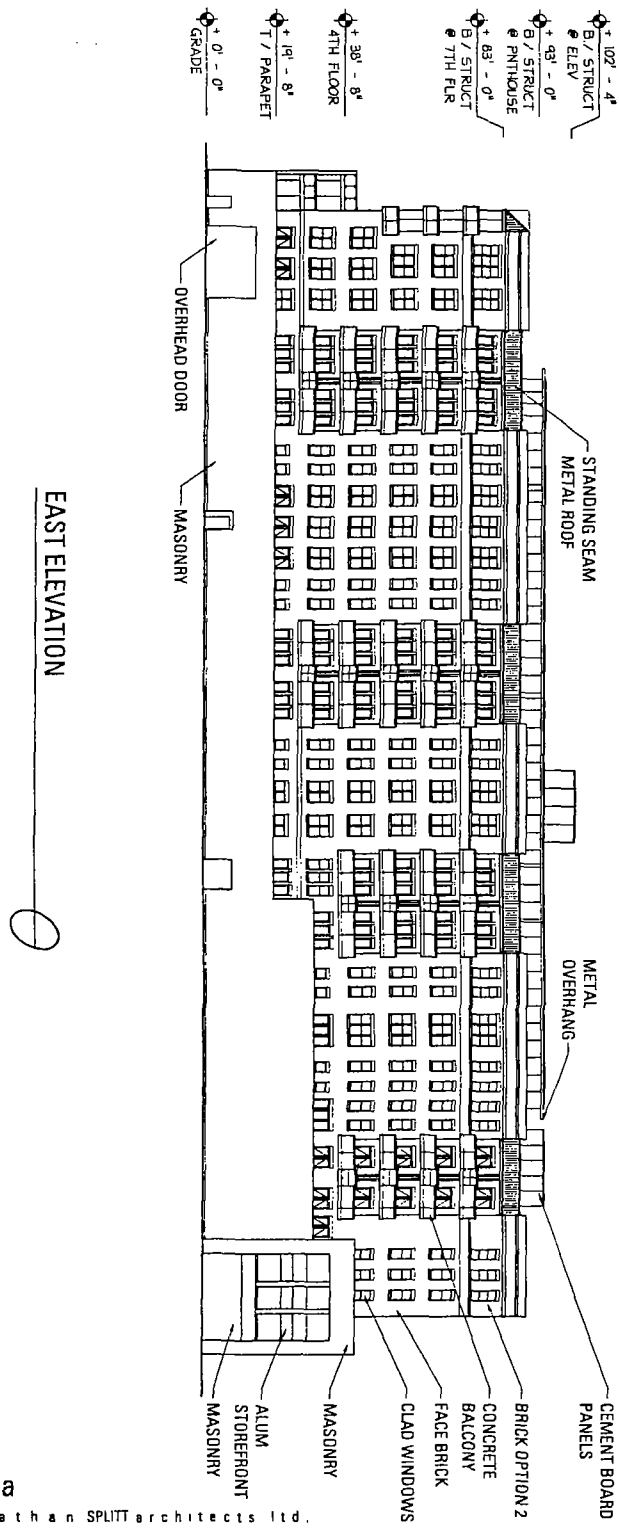 + 102' - 4"
B./ STRUCT
@ ELEV
+ 93' - 0"
B/ STRUCT
@ PNTHOUSE
+ 83' - 0"
B/ STRUCT
@ 7TH FLR
+ 38' - 8"
4TH FLOOR
+ 19' - 8"
T / PARAPET
+ 0' - 0"
GRADE
STANDING SEAM
METAL ROOF
METAL
OVERHANG
CEMENT BOARD
PANELS
BRICK OPTION 2
CONCRETE
BALCONY
FACE BRICK
CLAD WINDOWS
MASONRY
ALUM
STOREFRONT
MASONRY
OVERHEAD DOOR
MASONRY
EAST ELEVATION
a
athan SPLITT architects ltd.